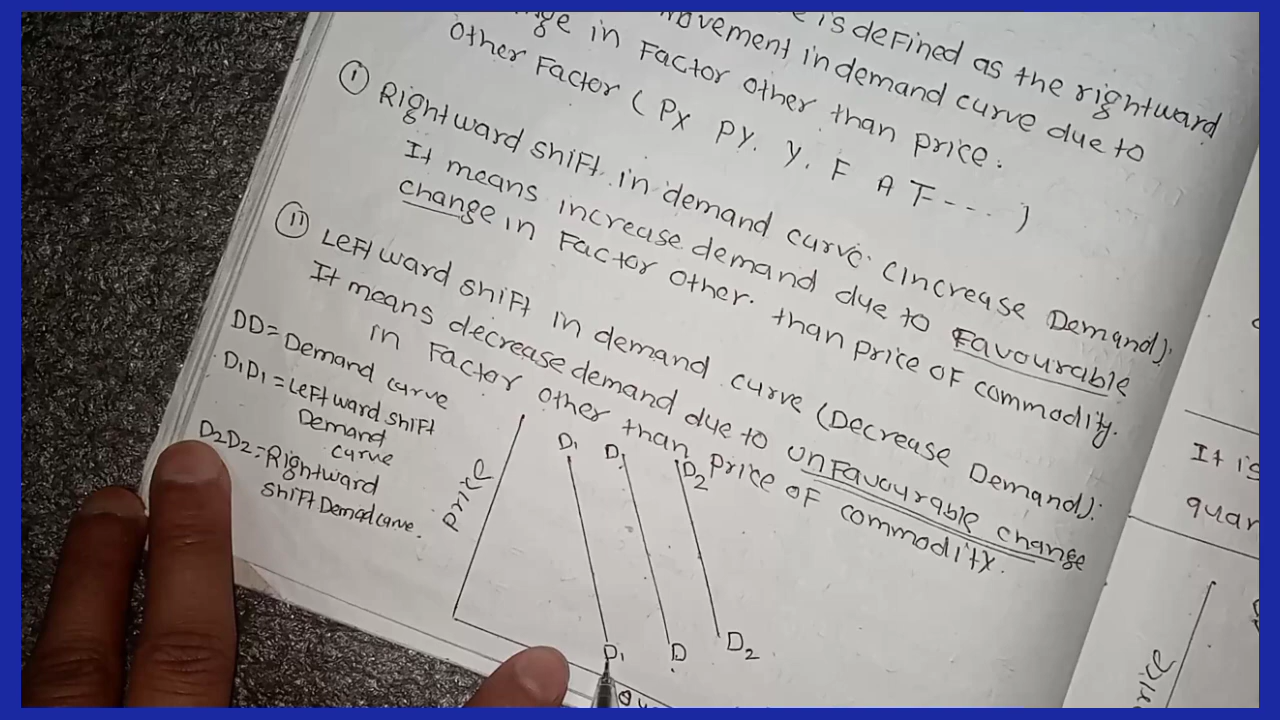 is defined as the rightward
movement in demand curve due to
in Factor other than price.
other Factor (Px Py. y. F A T---- )
(i) Rightward shift in demand curve (increase Demand):
It means increase demand due to Favourable
change in Factor other than price of commodity.
(ii) Leftward shift in demand curve (Decrease Demand):
It means decrease demand due to unfavourable change
in Factor other than price of commodity.
DD = Demand curve
D1D1 = Leftward shift
Demand
curve
D2D2 = Rightward
shift Demad curve.
Price
D1 D D2
D1 D D2
It is
quan